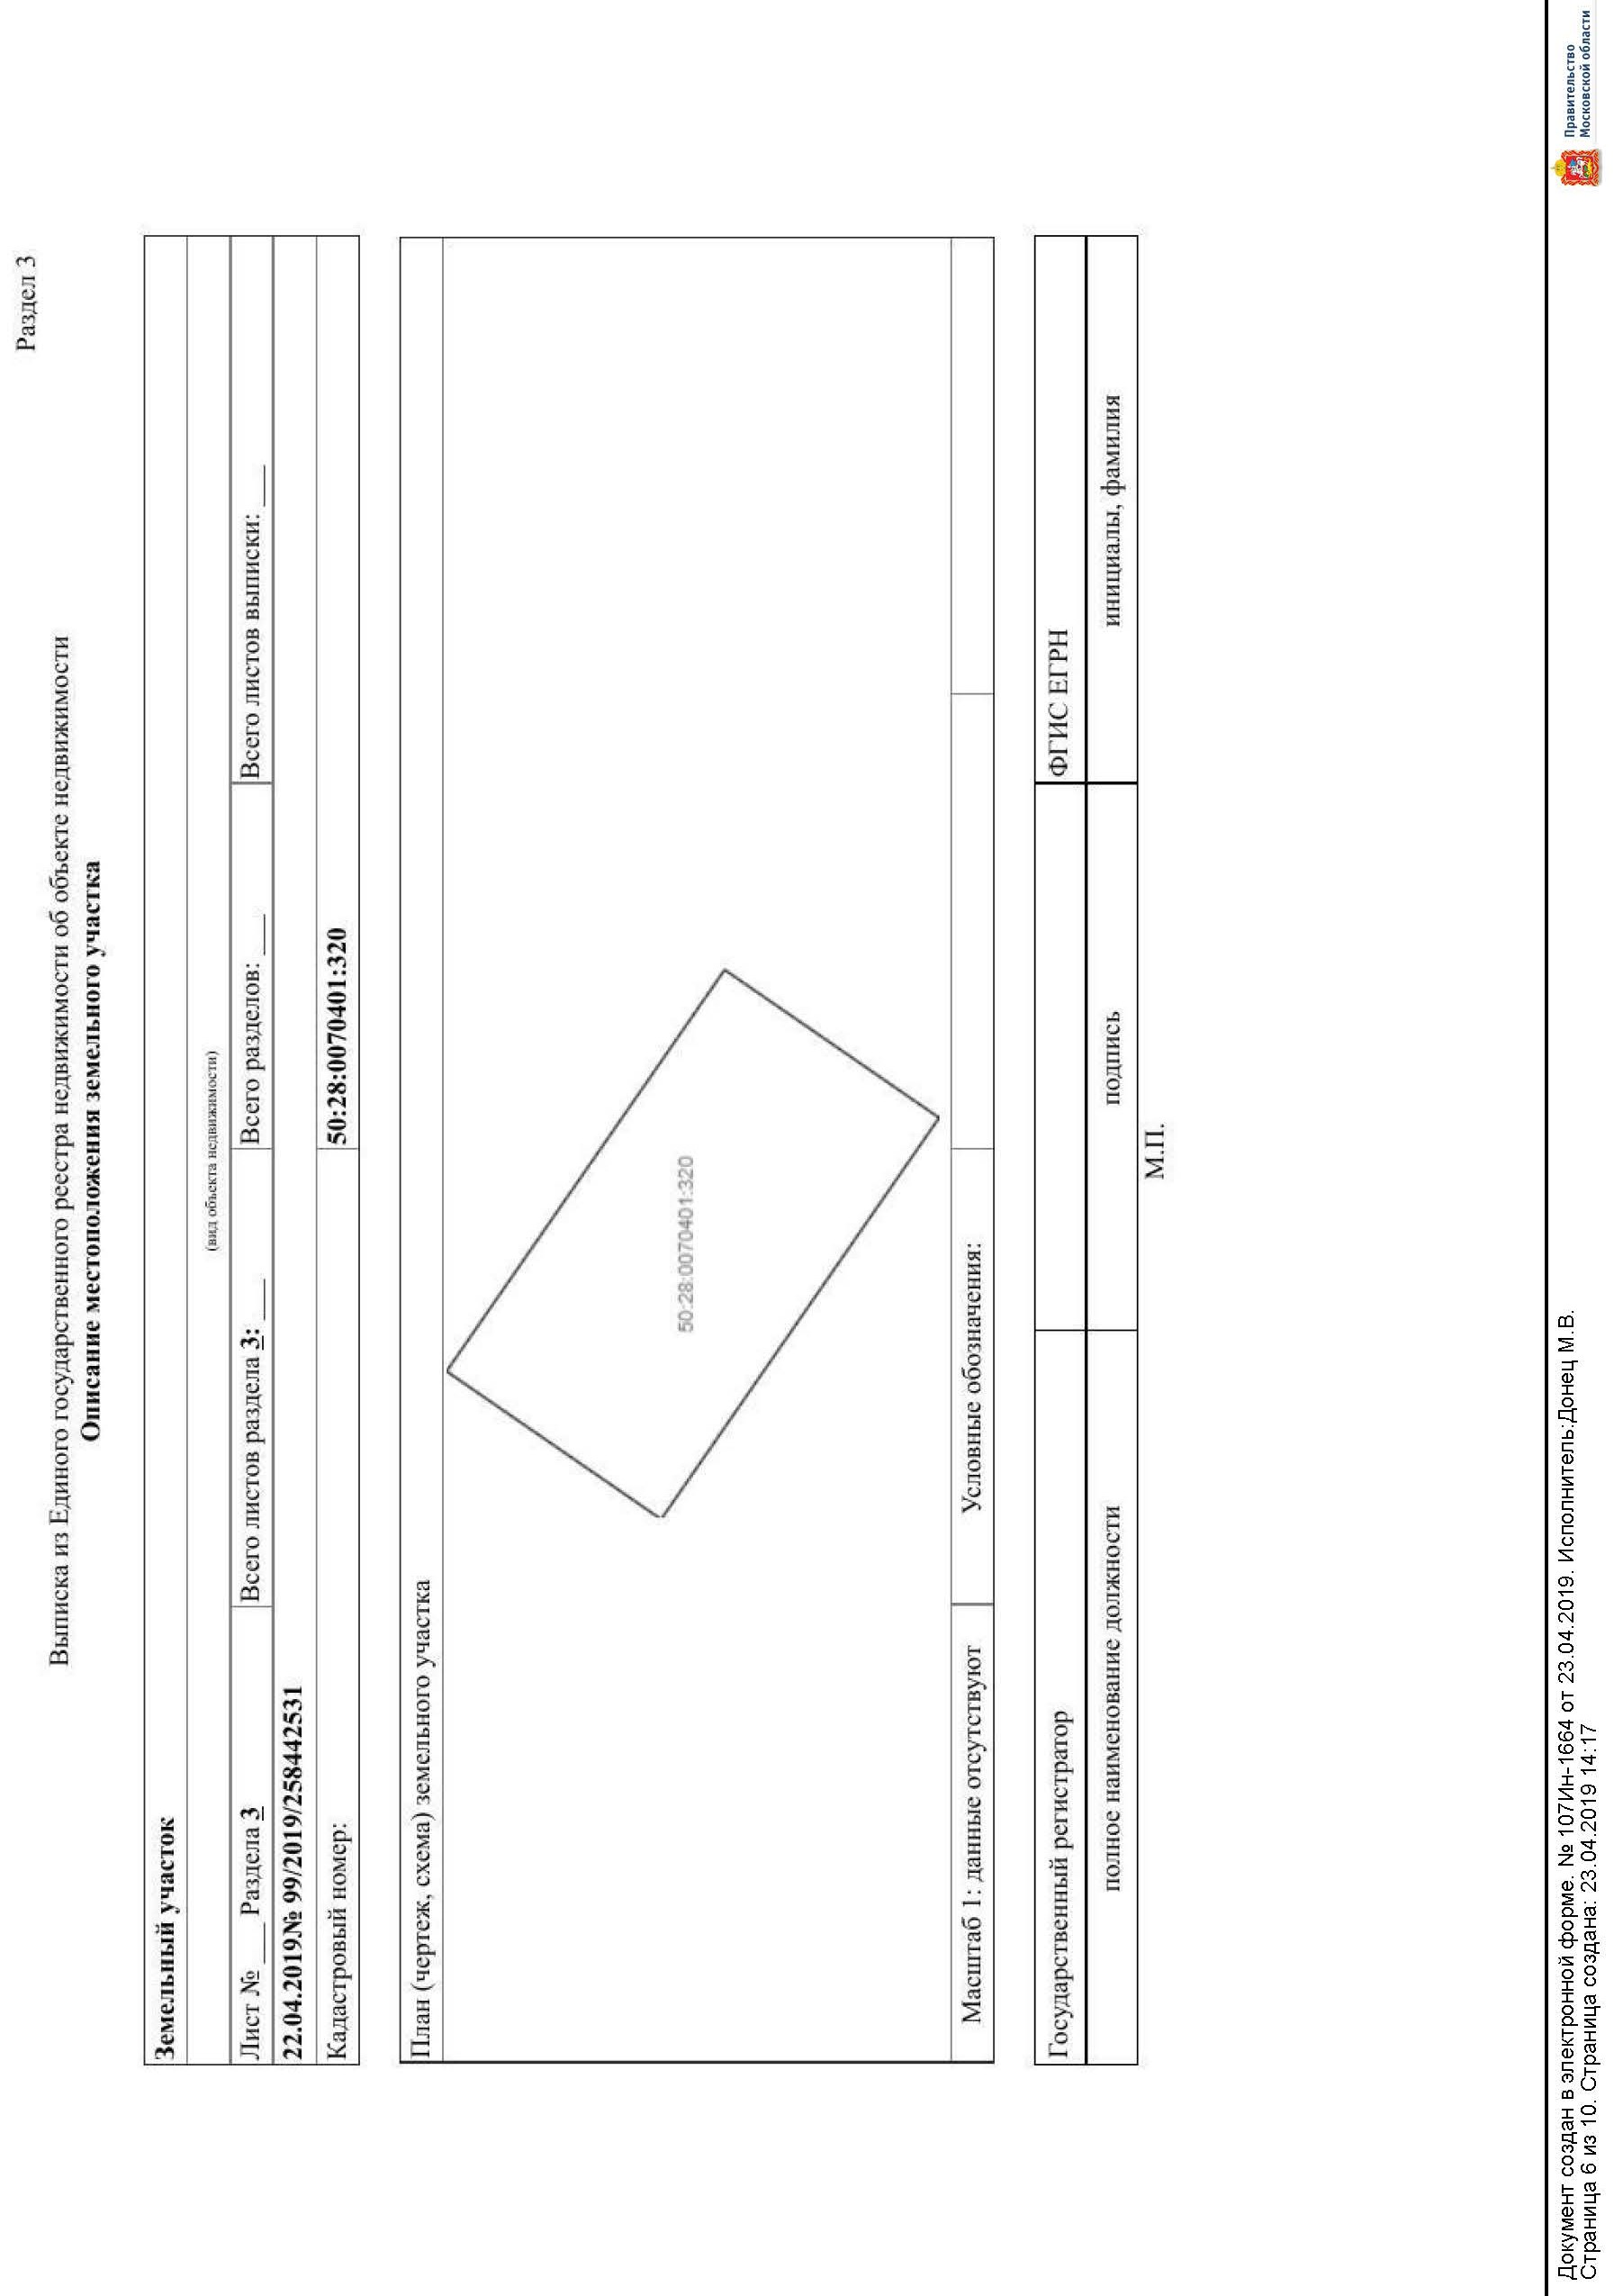 Раздел 3
Выписка из Единого государственного реестра недвижимости об объекте недвижимости
Описание местоположения земельного участка
Земельный участок
(вид объекта недвижимости)
Лист № ___ Раздела 3 Всего листов раздела 3: ___ Всего разделов: ___ Всего листов выписки: ___
22.04.2019№ 99/2019/258442531
Кадастровый номер: 50:28:0070401:320
План (чертеж, схема) земельного участка
50:28:0070401:320
Масштаб 1: данные отсутствуют Условные обозначения:
Государственный регистратор ФГИС ЕГРН
полное наименование должности подпись инициалы, фамилия
М.П.
Документ создан в электронной форме. № 107Ин-1664 от 23.04.2019. Исполнитель:Донец М.В.
Страница 6 из 10. Страница создана: 23.04.2019 14:17
Правительство
Московской области